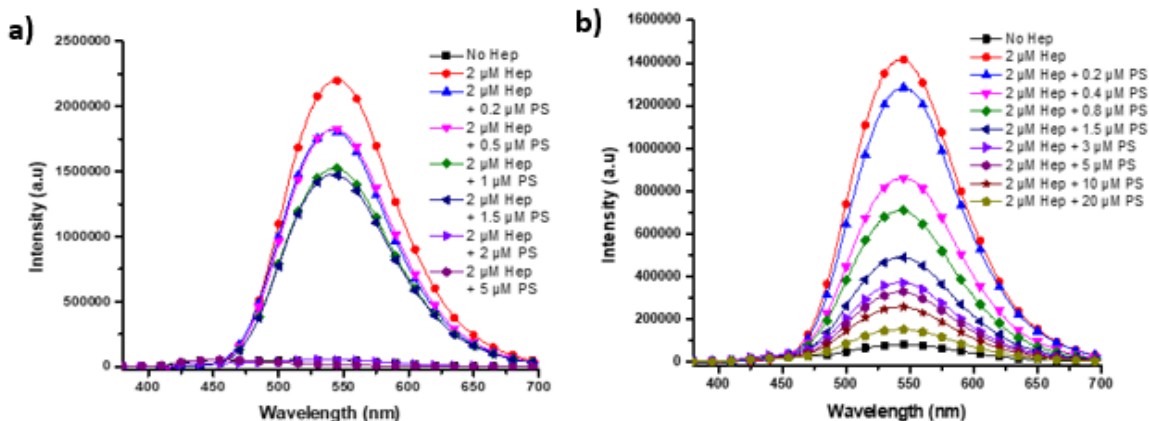 a)
2500000
2000000
1500000
1000000
500000
0
Intensity (a.u)
400 450 500 550 600 650 700
Wavelength (nm)
No Hep
2 µM Hep
2 µM Hep
+ 0.2 µM PS
2 µM Hep
+ 0.5 µM PS
2 µM Hep
+ 1 µM PS
2 µM Hep
+ 1.5 µM PS
2 µM Hep
+ 2 µM PS
2 µM Hep
+ 5 µM PS
b)
1600000
1400000
1200000
1000000
800000
600000
400000
200000
0
Intensity (a.u)
400 450 500 550 600 650 700
Wavelength (nm)
No Hep
2 µM Hep
2 µM Hep + 0.2 µM PS
2 µM Hep + 0.4 µM PS
2 µM Hep + 0.8 µM PS
2 µM Hep + 1.5 µM PS
2 µM Hep + 3 µM PS
2 µM Hep + 5 µM PS
2 µM Hep + 10 µM PS
2 µM Hep + 20 µM PS